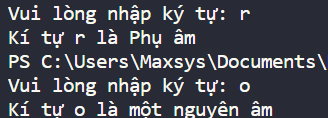 Vui lòng nhập ký tự: r
Kí tự r là Phụ âm
PS C:\Users\Maxsys\Documents\
Vui lòng nhập ký tự: o
Kí tự o là một nguyên âm